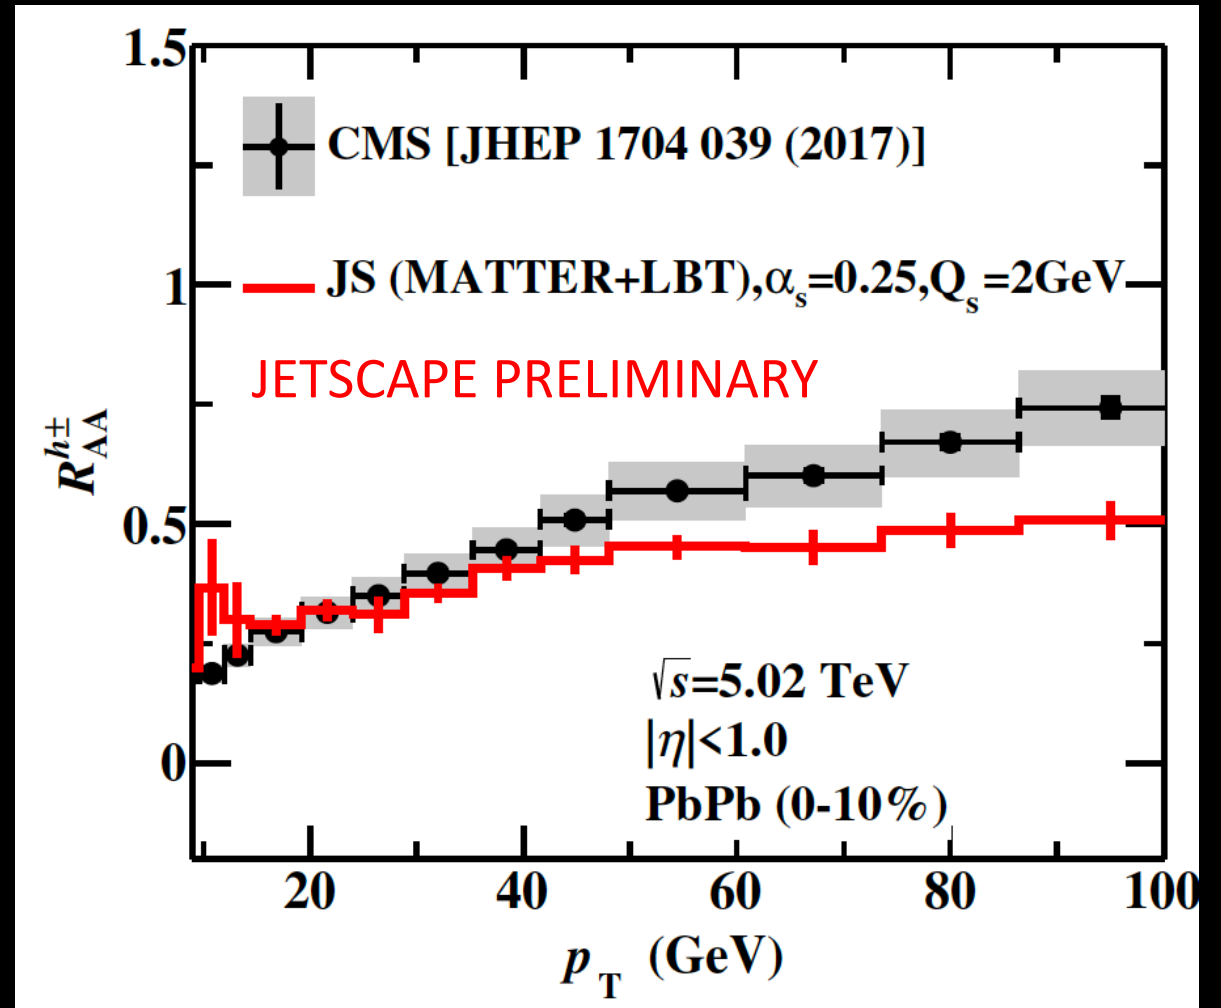 1.5
CMS [JHEP 1704 039 (2017)]
1
JS (MATTER+LBT),αs=0.25,Qs=2GeV
JETSCAPE PRELIMINARY
R_AA^h±
0.5
√s=5.02 TeV
|η|<1.0
0
PbPb (0-10%)
20 40 60 80 100
pT (GeV)